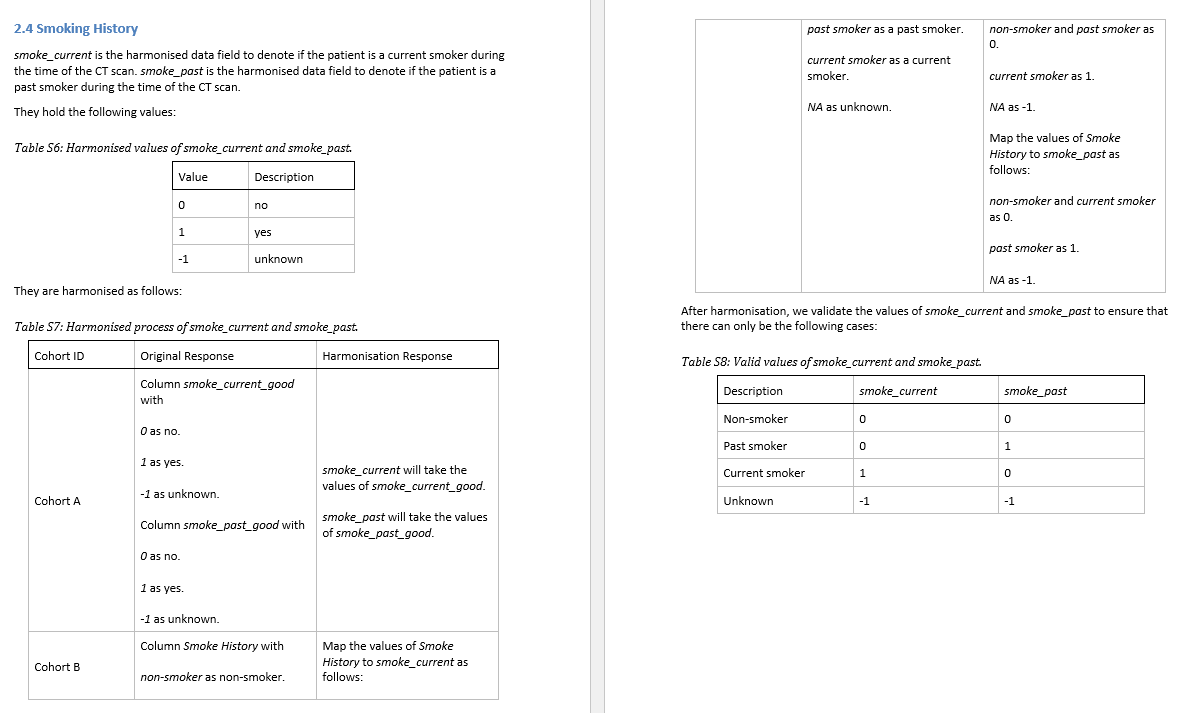 2.4 Smoking History
smoke_current is the harmonised data field to denote if the patient is a current smoker during
the time of the CT scan. smoke_past is the harmonised data field to denote if the patient is a
past smoker during the time of the CT scan.
They hold the following values:
Table S6: Harmonised values of smoke_current and smoke_past.
Value Description
0 no
1 yes
-1 unknown
They are harmonised as follows:
Table S7: Harmonised process of smoke_current and smoke_past.
Cohort ID Original Response Harmonisation Response
Cohort A
Column smoke_current_good
with
0 as no.
1 as yes.
-1 as unknown.
Column smoke_past_good with
0 as no.
1 as yes.
-1 as unknown.
smoke_current will take the
values of smoke_current_good.
smoke_past will take the values
of smoke_past_good.
Cohort B
Column Smoke History with
non-smoker as non-smoker.
Map the values of Smoke
History to smoke_current as
follows:
past smoker as a past smoker.
current smoker as a current
smoker.
NA as unknown.
non-smoker and past smoker as
0.
current smoker as 1.
NA as -1.
Map the values of Smoke
History to smoke_past as
follows:
non-smoker and current smoker
as 0.
past smoker as 1.
NA as -1.
After harmonisation, we validate the values of smoke_current and smoke_past to ensure that
there can only be the following cases:
Table S8: Valid values of smoke_current and smoke_past.
Description smoke_current smoke_past
Non-smoker 0 0
Past smoker 0 1
Current smoker 1 0
Unknown -1 -1